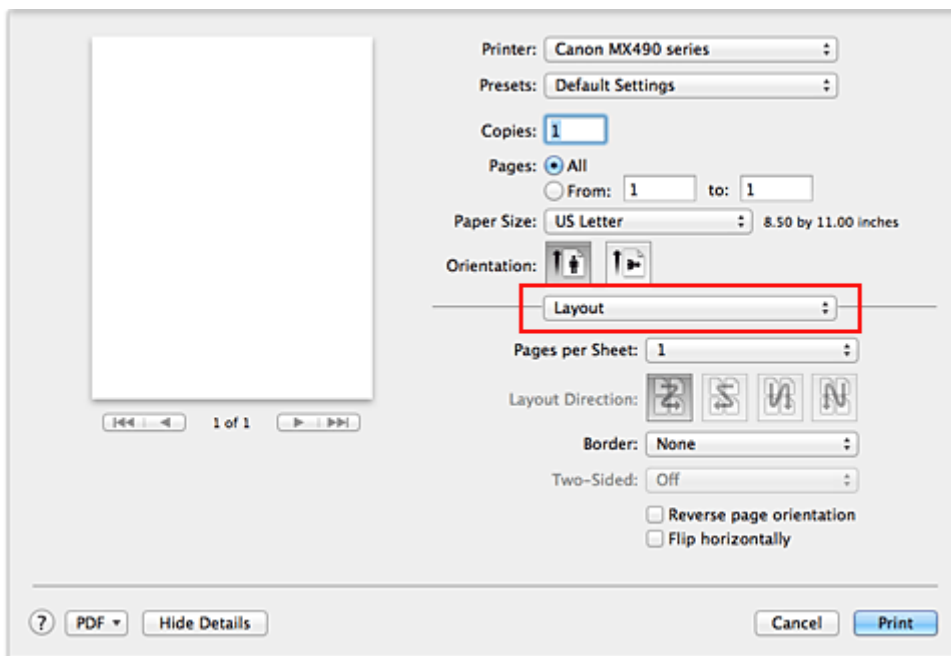 Printer: Canon MX490 series
Presets: Default Settings
Copies: 1
Pages: All
From: 1 to: 1
Paper Size: US Letter 8.50 by 11.00 inches
Orientation:
Layout
Pages per Sheet: 1
Layout Direction:
1 of 1
Border: None
Two-Sided: Off
Reverse page orientation
Flip horizontally
? PDF Hide Details Cancel Print